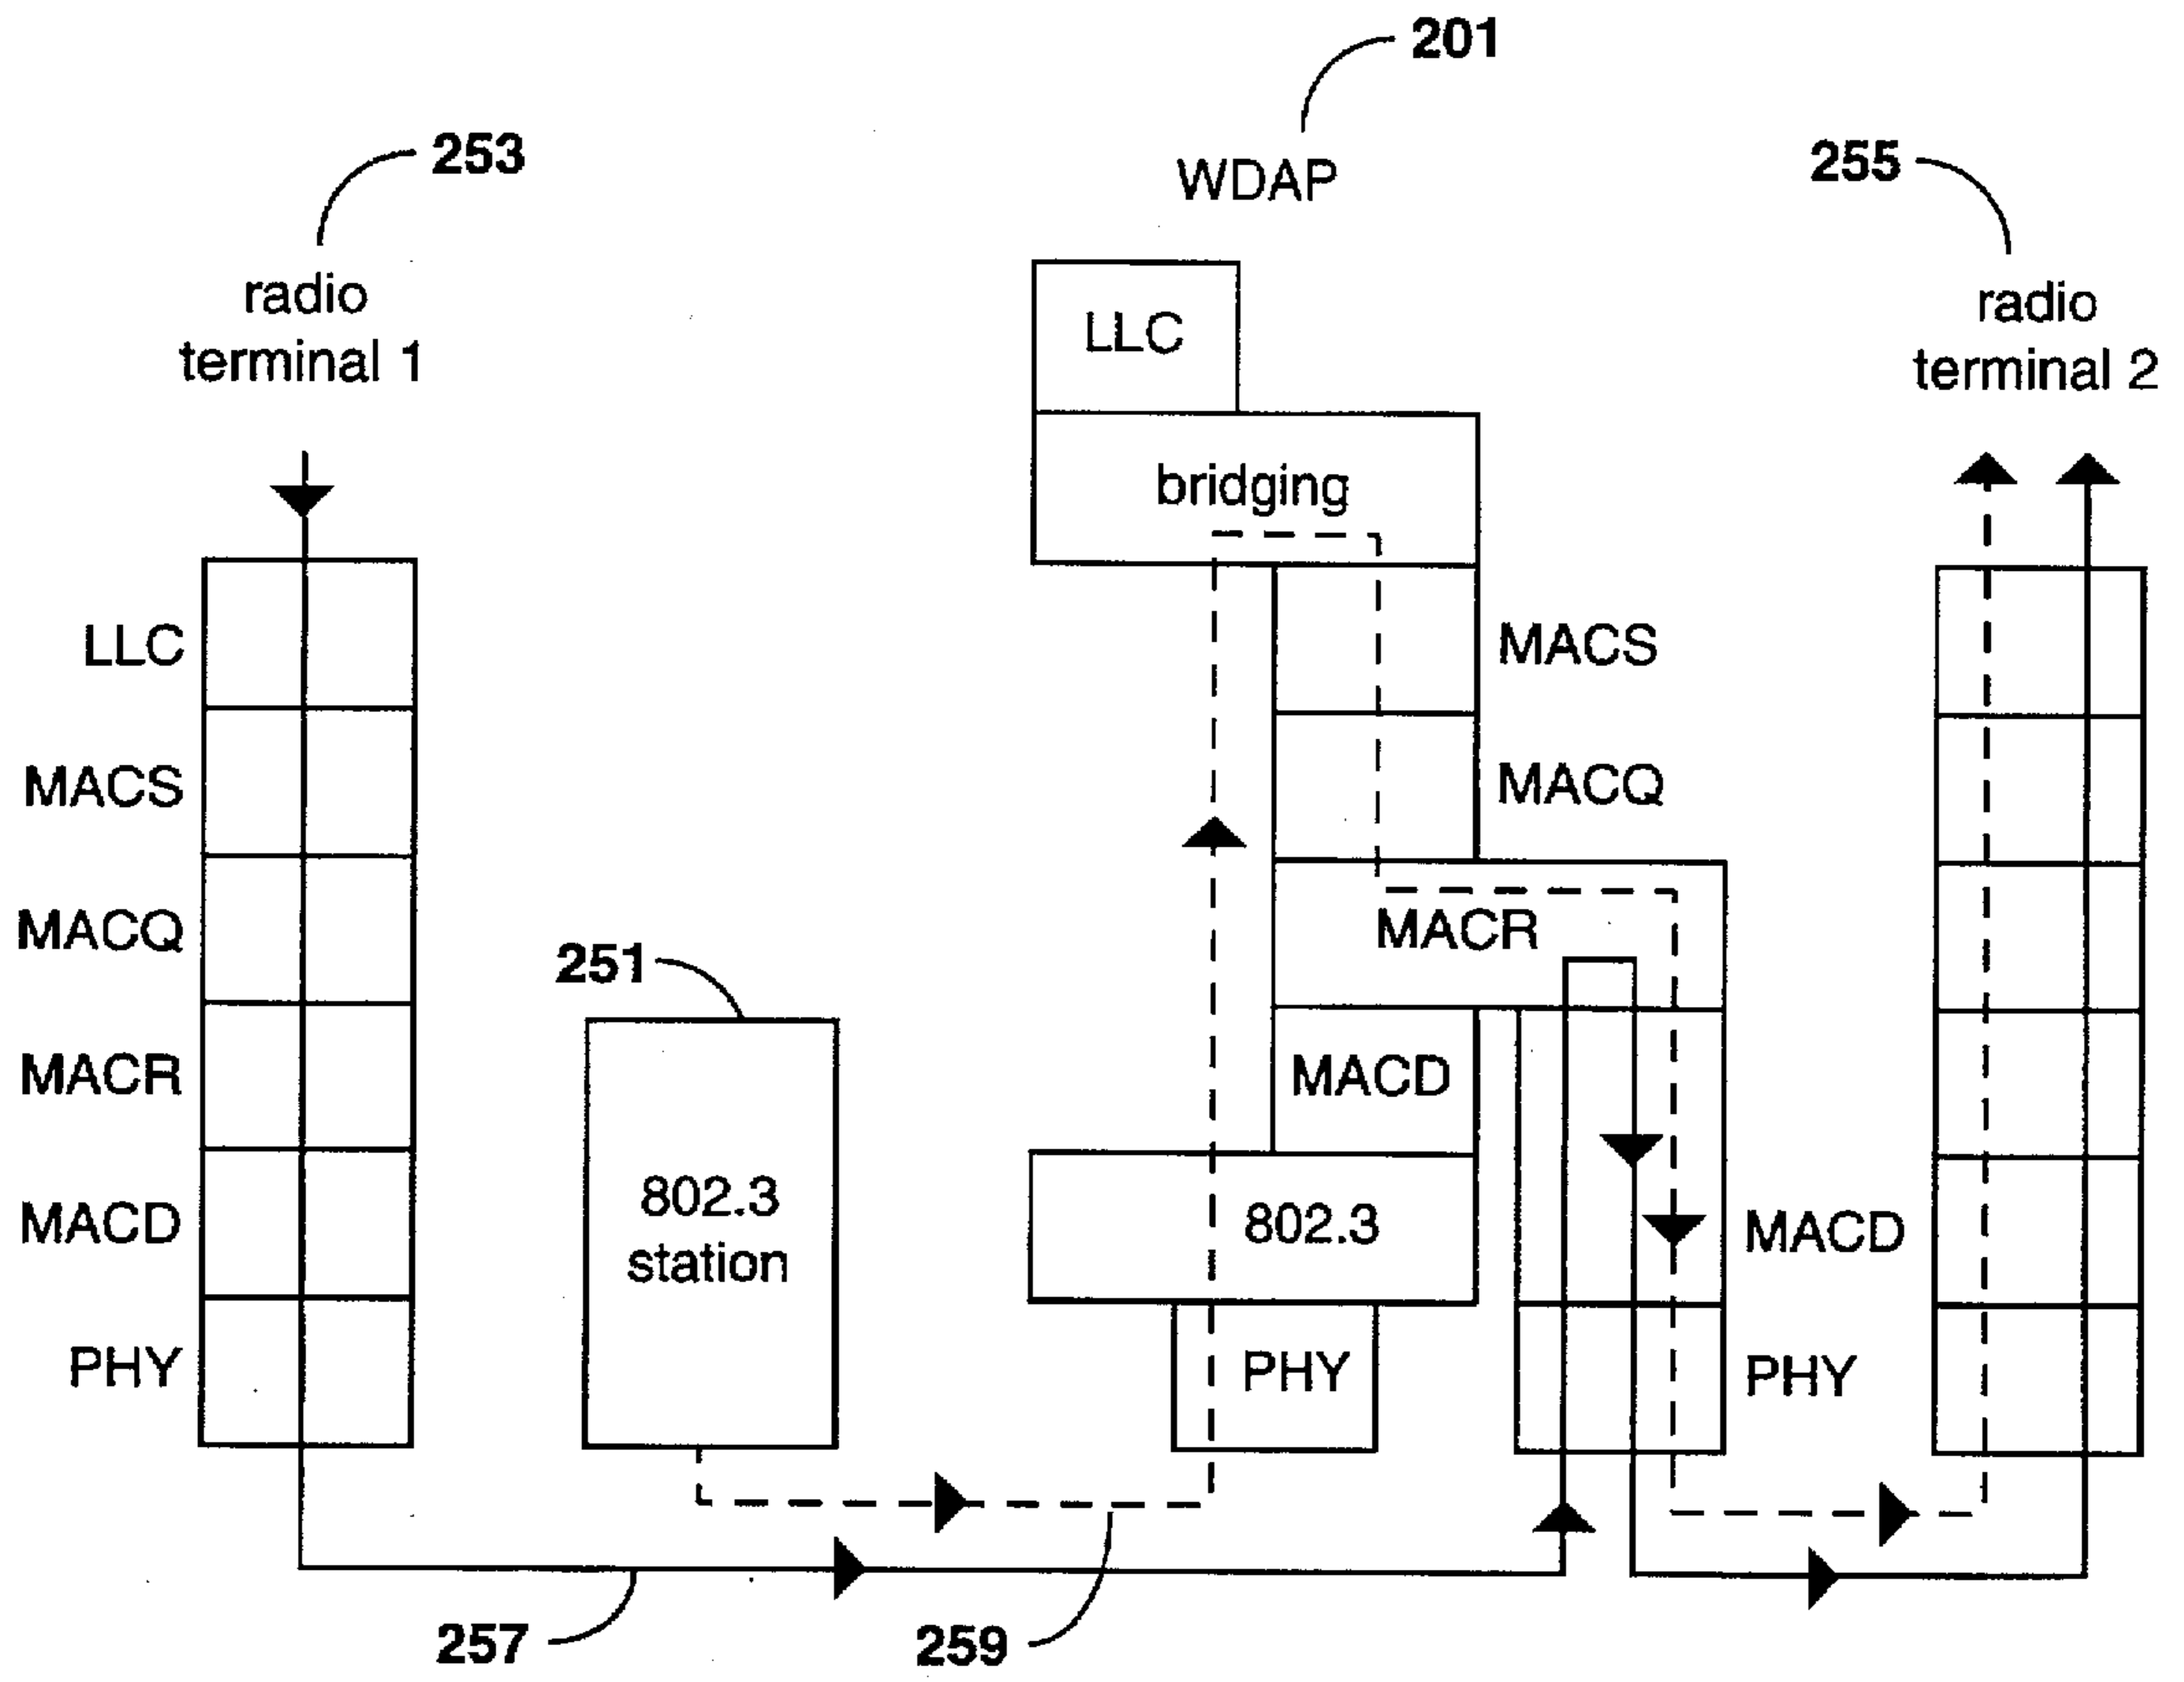 201
253
WDAP
255
radio
terminal 1
radio
terminal 2
LLC
bridging
LLC
MACS
MACS
MACQ
MACQ
MACR
251
MACR
MACD
MACD
802.3
station
802.3
MACD
PHY
PHY
PHY
257
259